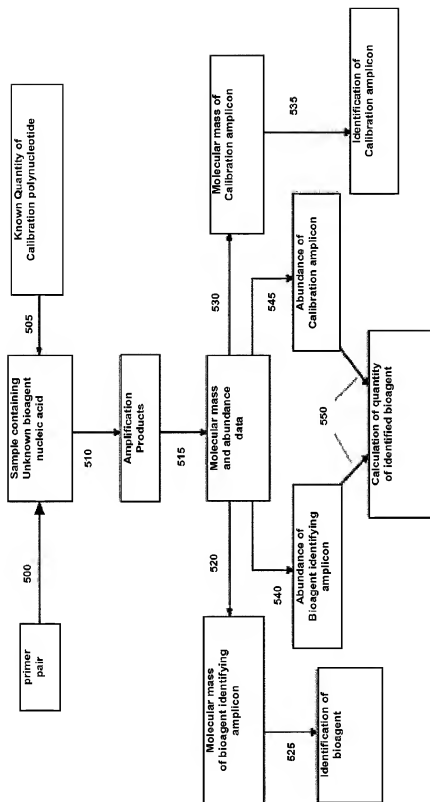 primer
pair
500
Sample containing
Unknown bioagent
nucleic acid
505
Known Quantity of
Calibration polynucleotide
510
Amplification
Products
515
Molecular mass
and abundance
data
520
Molecular mass
of bioagent identifying
amplicon
525
Identification of
bioagent
530
Molecular mass of
Calibration amplicon
535
Identification of
Calibration amplicon
540
Abundance of
Bioagent identifying
amplicon
545
Abundance of
Calibration amplicon
550
Calculation of quantity
of identified bioagent